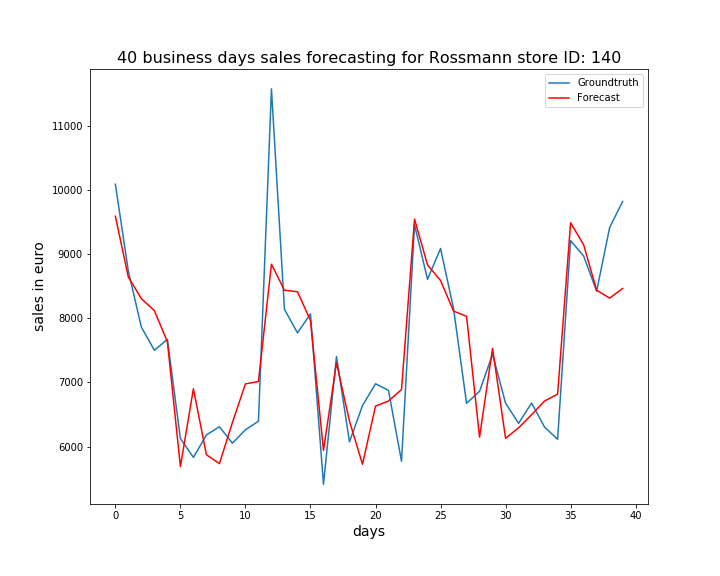 40 business days sales forecasting for Rossmann store ID: 140
Groundtruth
Forecast
sales in euro
11000
10000
9000
8000
7000
6000
0 5 10 15 20 25 30 35 40
days